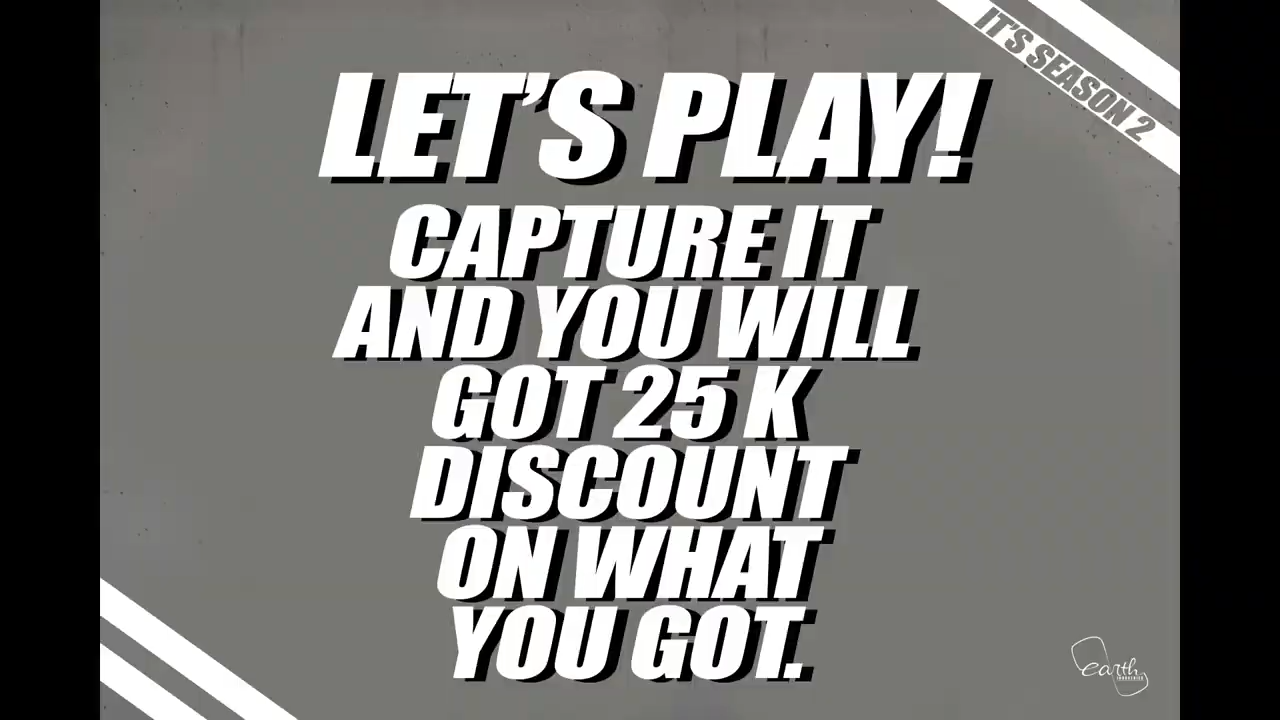 IT'S SEASON 2
LET'S PLAY!
CAPTURE IT
AND YOU WILL
GOT 25 K
DISCOUNT
ON WHAT
YOU GOT.
earth